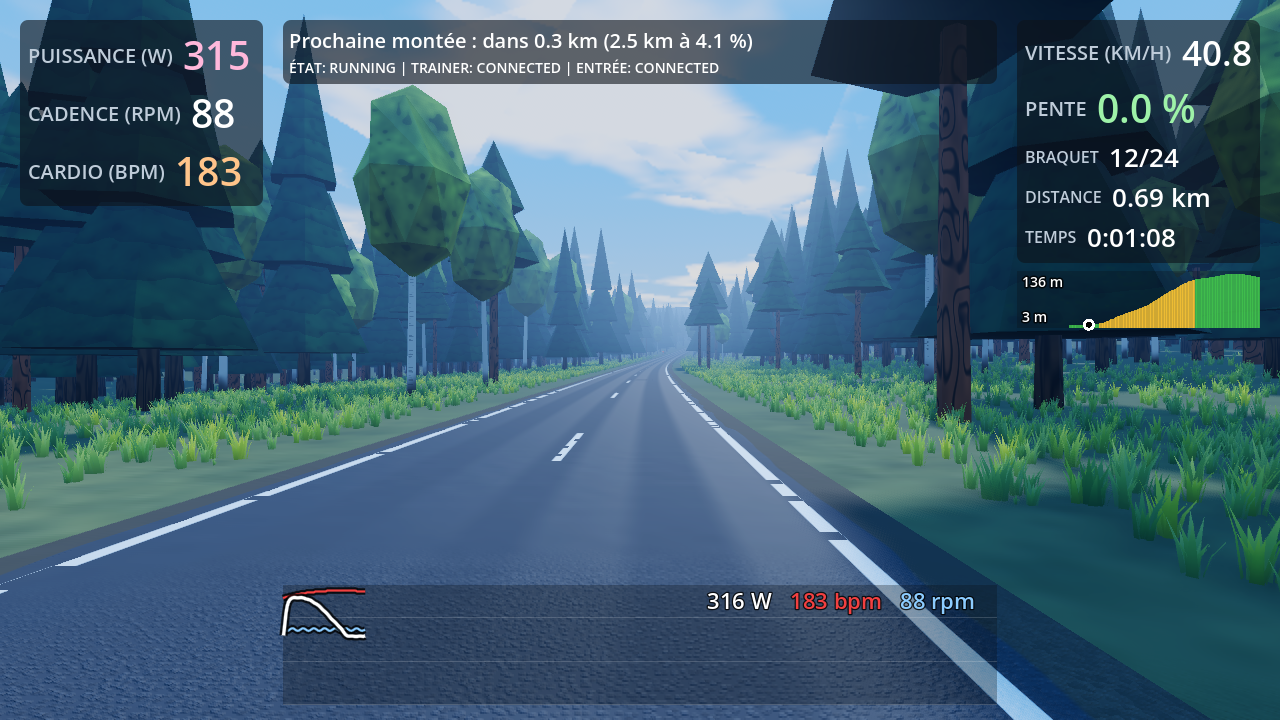 PUISSANCE (W) 315
CADENCE (RPM) 88
CARDIO (BPM) 183
Prochaine montée : dans 0.3 km (2.5 km à 4.1 %)
ÉTAT: RUNNING | TRAINER: CONNECTED | ENTRÉE: CONNECTED
VITESSE (KM/H) 40.8
PENTE 0.0 %
BRAQUET 12/24
DISTANCE 0.69 km
TEMPS 0:01:08
136 m
3 m
316 W 183 bpm 88 rpm